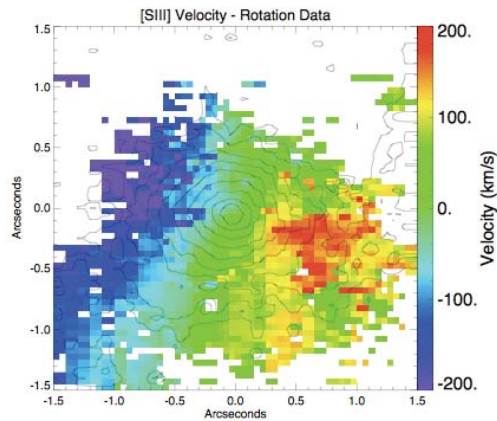 [SIII] Velocity - Rotation Data
1.5
1.0
0.5
0.0
-0.5
-1.0
-1.5
Arcseconds
-1.5 -1.0 -0.5 0.0 0.5 1.0 1.5
Arcseconds
200.
100.
0.
-100.
-200.
Velocity (km/s)